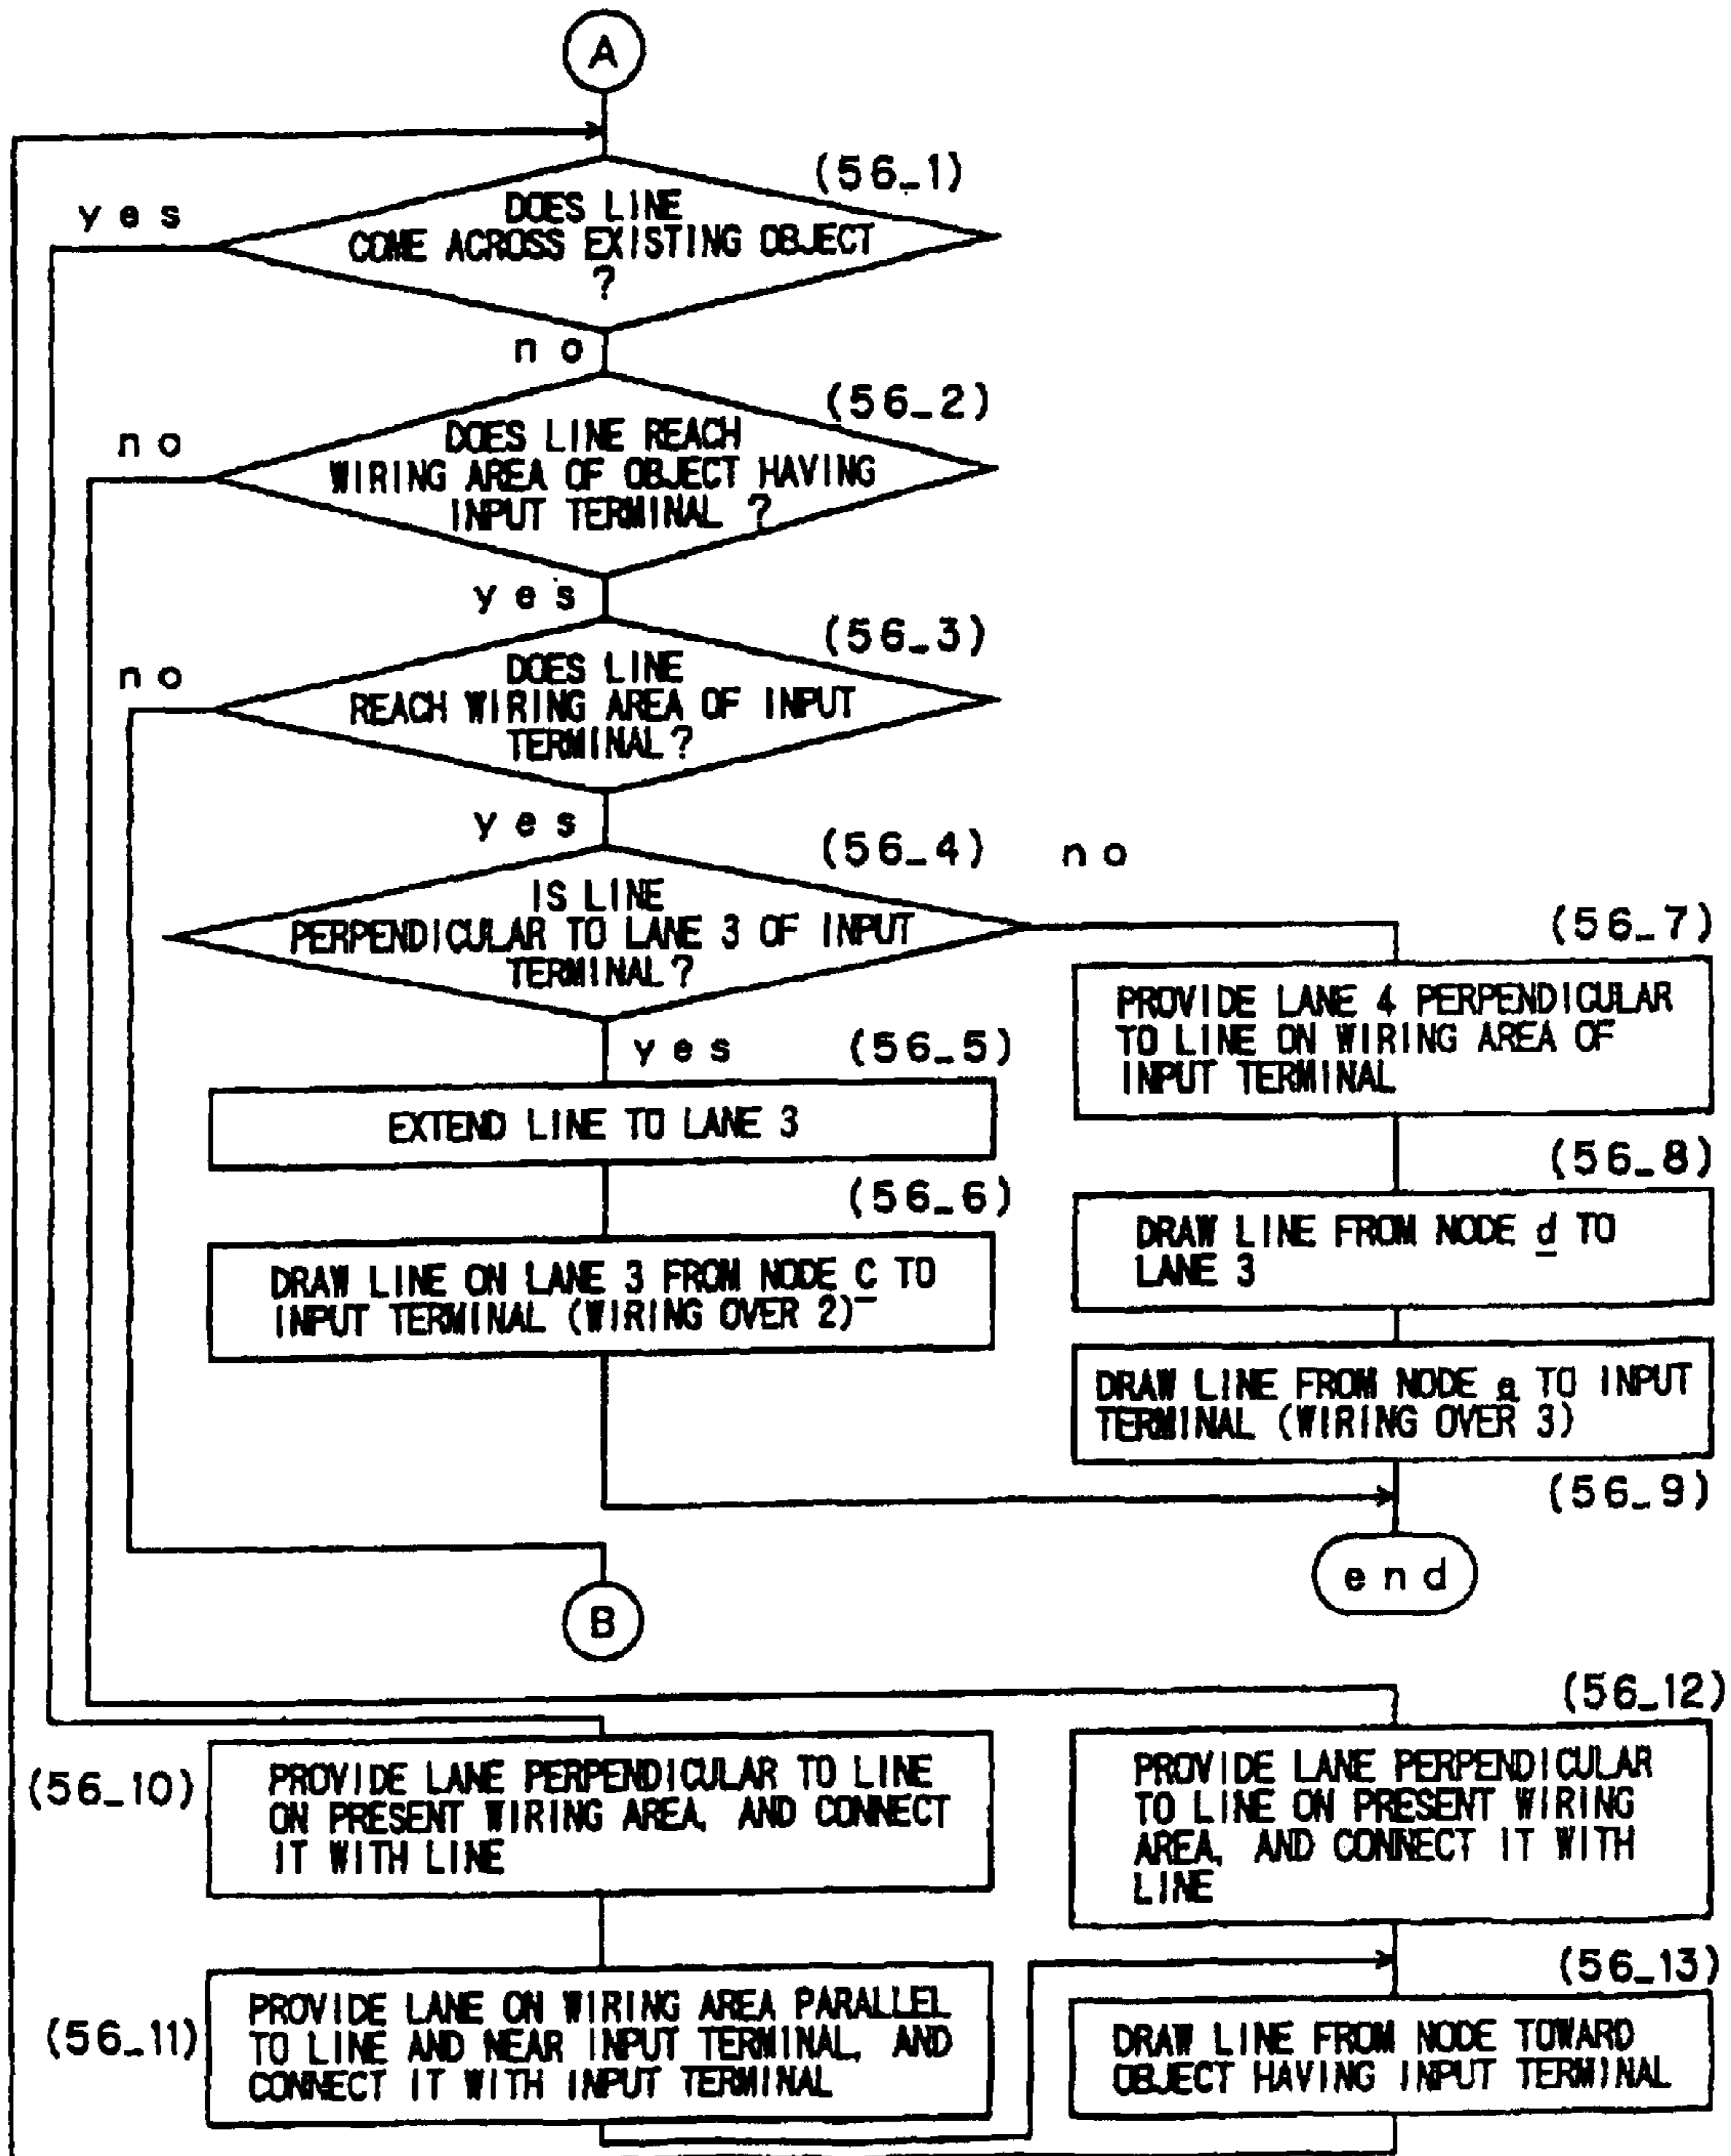 A
(56_1)
yes
DOES LINE
COME ACROSS EXISTING OBJECT
?
no
(56_2)
no
DOES LINE REACH
WIRING AREA OF OBJECT HAVING
INPUT TERMINAL ?
yes
(56_3)
no
DOES LINE
REACH WIRING AREA OF INPUT
TERMINAL?
yes
(56_4)
no
IS LINE
PERPENDICULAR TO LANE 3 OF INPUT
TERMINAL?
yes
(56_5)
EXTEND LINE TO LANE 3
(56_6)
DRAW LINE ON LANE 3 FROM NODE C TO
INPUT TERMINAL (WIRING OVER 2)
(56_7)
PROVIDE LANE 4 PERPENDICULAR
TO LINE ON WIRING AREA OF
INPUT TERMINAL
(56_8)
DRAW LINE FROM NODE d TO
LANE 3
DRAW LINE FROM NODE e TO INPUT
TERMINAL (WIRING OVER 3)
(56_9)
end
B
(56_10)
PROVIDE LANE PERPENDICULAR TO LINE
ON PRESENT WIRING AREA, AND CONNECT
IT WITH LINE
(56_11)
PROVIDE LANE ON WIRING AREA PARALLEL
TO LINE AND NEAR INPUT TERMINAL, AND
CONNECT IT WITH INPUT TERMINAL
(56_12)
PROVIDE LANE PERPENDICULAR
TO LINE ON PRESENT WIRING
AREA, AND CONNECT IT WITH
LINE
(56_13)
DRAW LINE FROM NODE TOWARD
OBJECT HAVING INPUT TERMINAL